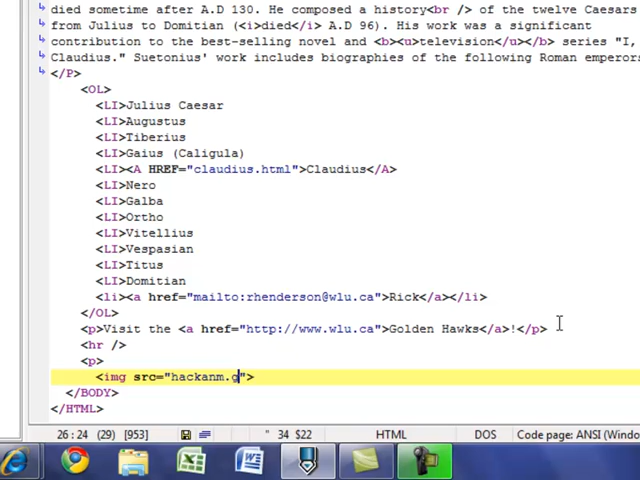 died sometime after A.D 130. He composed a history<br /> of the twelve Caesars
from Julius to Domitian (<i>died</i> A.D 96). His work was a significant
contribution to the best-selling novel and <b><u>television</u></b> series "I,
Claudius." Suetonius' work includes biographies of the following Roman emperors
</P>
<OL>
<LI>Julius Caesar
<LI>Augustus
<LI>Tiberius
<LI>Gaius (Caligula)
<LI><A HREF="claudius.html">Claudius</A>
<LI>Nero
<LI>Galba
<LI>Ortho
<LI>Vitellius
<LI>Vespasian
<LI>Titus
<LI>Domitian
<li><a href="mailto:rhenderson@wlu.ca">Rick</a></li>
</OL>
<p>Visit the <a href="http://www.wlu.ca">Golden Hawks</a>!</p>
<hr />
<p>
<img src="hackanm.g">
</BODY>
</HTML>
26 : 24 (29) [953] " 34 $22 HTML DOS Code page: ANSI (Windo